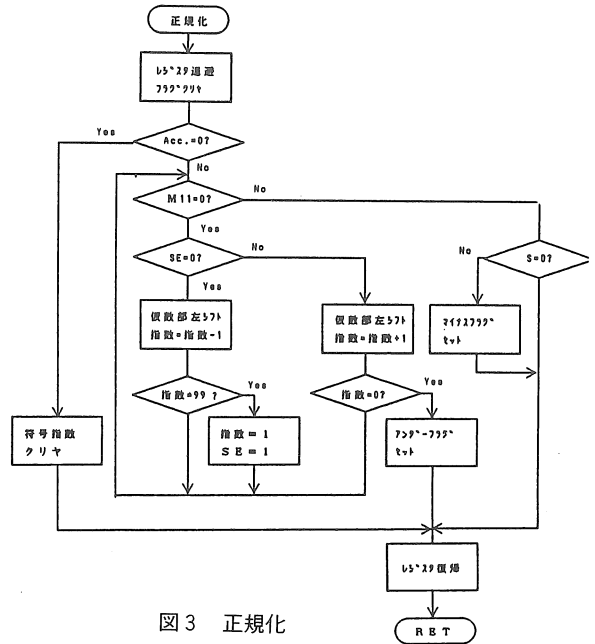 正規化
レジスタ退避
フラグクリヤ
Yes
Acc.=0?
No
M11=0?
No
Yes
SE=0?
No
Yes
S=0?
No
仮数部左シフト
指数=指数-1
仮数部左シフト
指数=指数+1
マイナスフラグ
セット
指数=99?
Yes
指数=0?
Yes
符号指数
クリヤ
指数=1
SE=1
アンダーフラグ
セット
レジスタ復帰
RET
図3 正規化